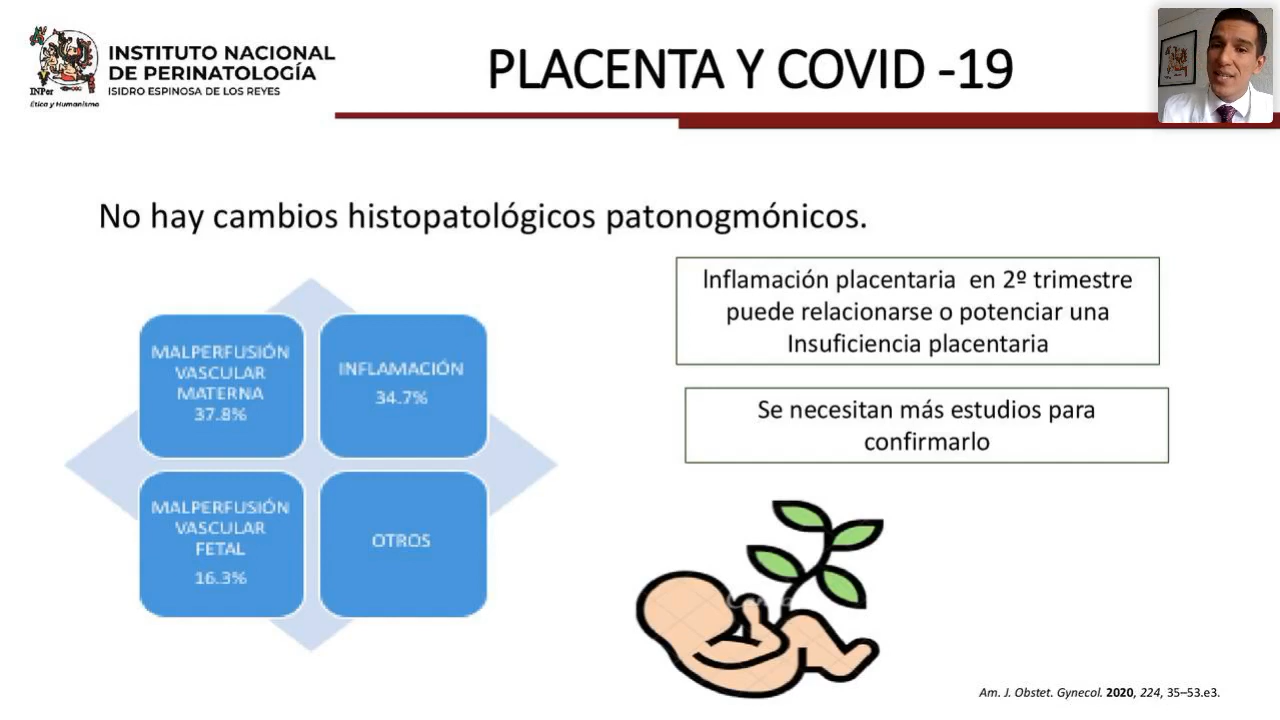 INSTITUTO NACIONAL
DE PERINATOLOGÍA
ISIDRO ESPINOSA DE LOS REYES
INPer
Ética y Humanismo
PLACENTA Y COVID -19
No hay cambios histopatológicos patonogmónicos.
MALPERFUSIÓN
VASCULAR
MATERNA
37.8%
INFLAMACIÓN
34.7%
MALPERFUSIÓN
VASCULAR
FETAL
16.3%
OTROS
Inflamación placentaria en 2º trimestre
puede relacionarse o potenciar una
Insuficiencia placentaria
Se necesitan más estudios para
confirmarlo
Am. J. Obstet. Gynecol. 2020, 224, 35–53.e3.